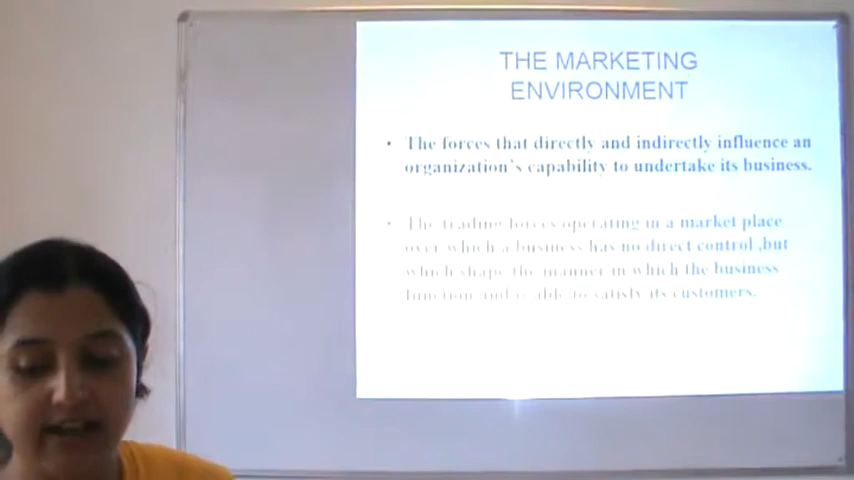 THE MARKETING
ENVIRONMENT
• The forces that directly and indirectly influence an
organization's capability to undertake its business.
• The trading forces operating in a market place
over which a business has no direct control ,but
which shape the manner in which the business
function and is able to satisfy its customers.